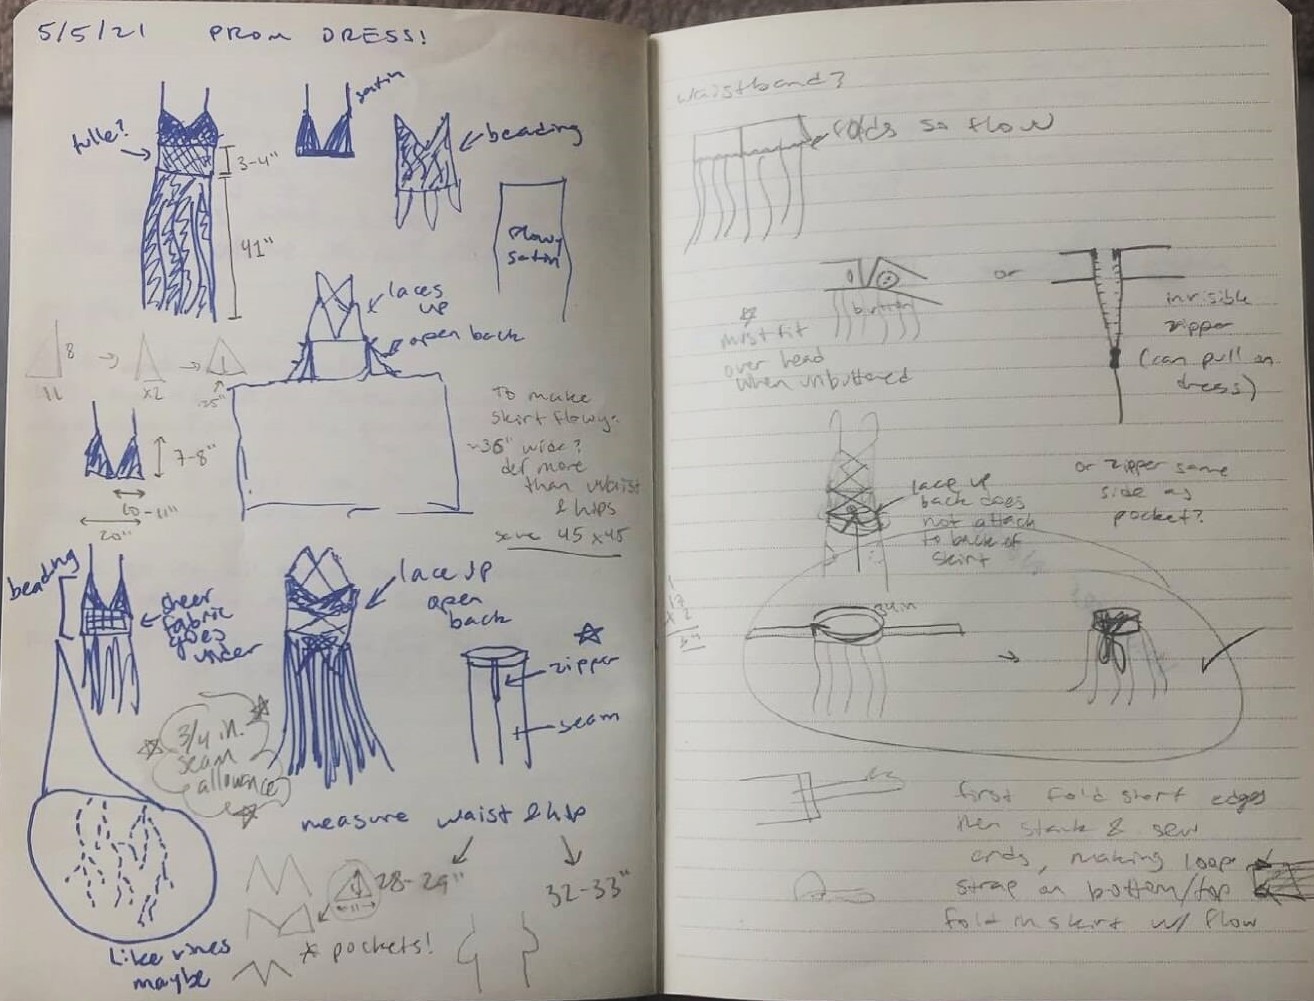 5/5/21 PROM DRESS!
satin
tulle?
3-4"
beading
41"
flowy
satin
laces
up
open back
8
11
x2
.25"
To make
skirt flowy:
~36" wide?
def more
than waist
& hips
save 45 x 45
7-8"
10-11"
20"
beading
sheer
fabric
goes
under
lace up
open
back
zipper
seam
3/4 in.
seam
allowance
measure waist & hip
28-29"
32-33"
11
* pockets!
Like vines
maybe
waistband?
folds so flow
button
or
must fit
over head
when unbuttoned
invisible
zipper
(can pull on
dress)
lace up
back does
not attach
to back of
skirt
or zipper same
side as
pocket?
17
x 2
34
34in
first fold short edges
then stack & sew
ends, making loop
strap on bottom/top
fold in skirt w/ flow